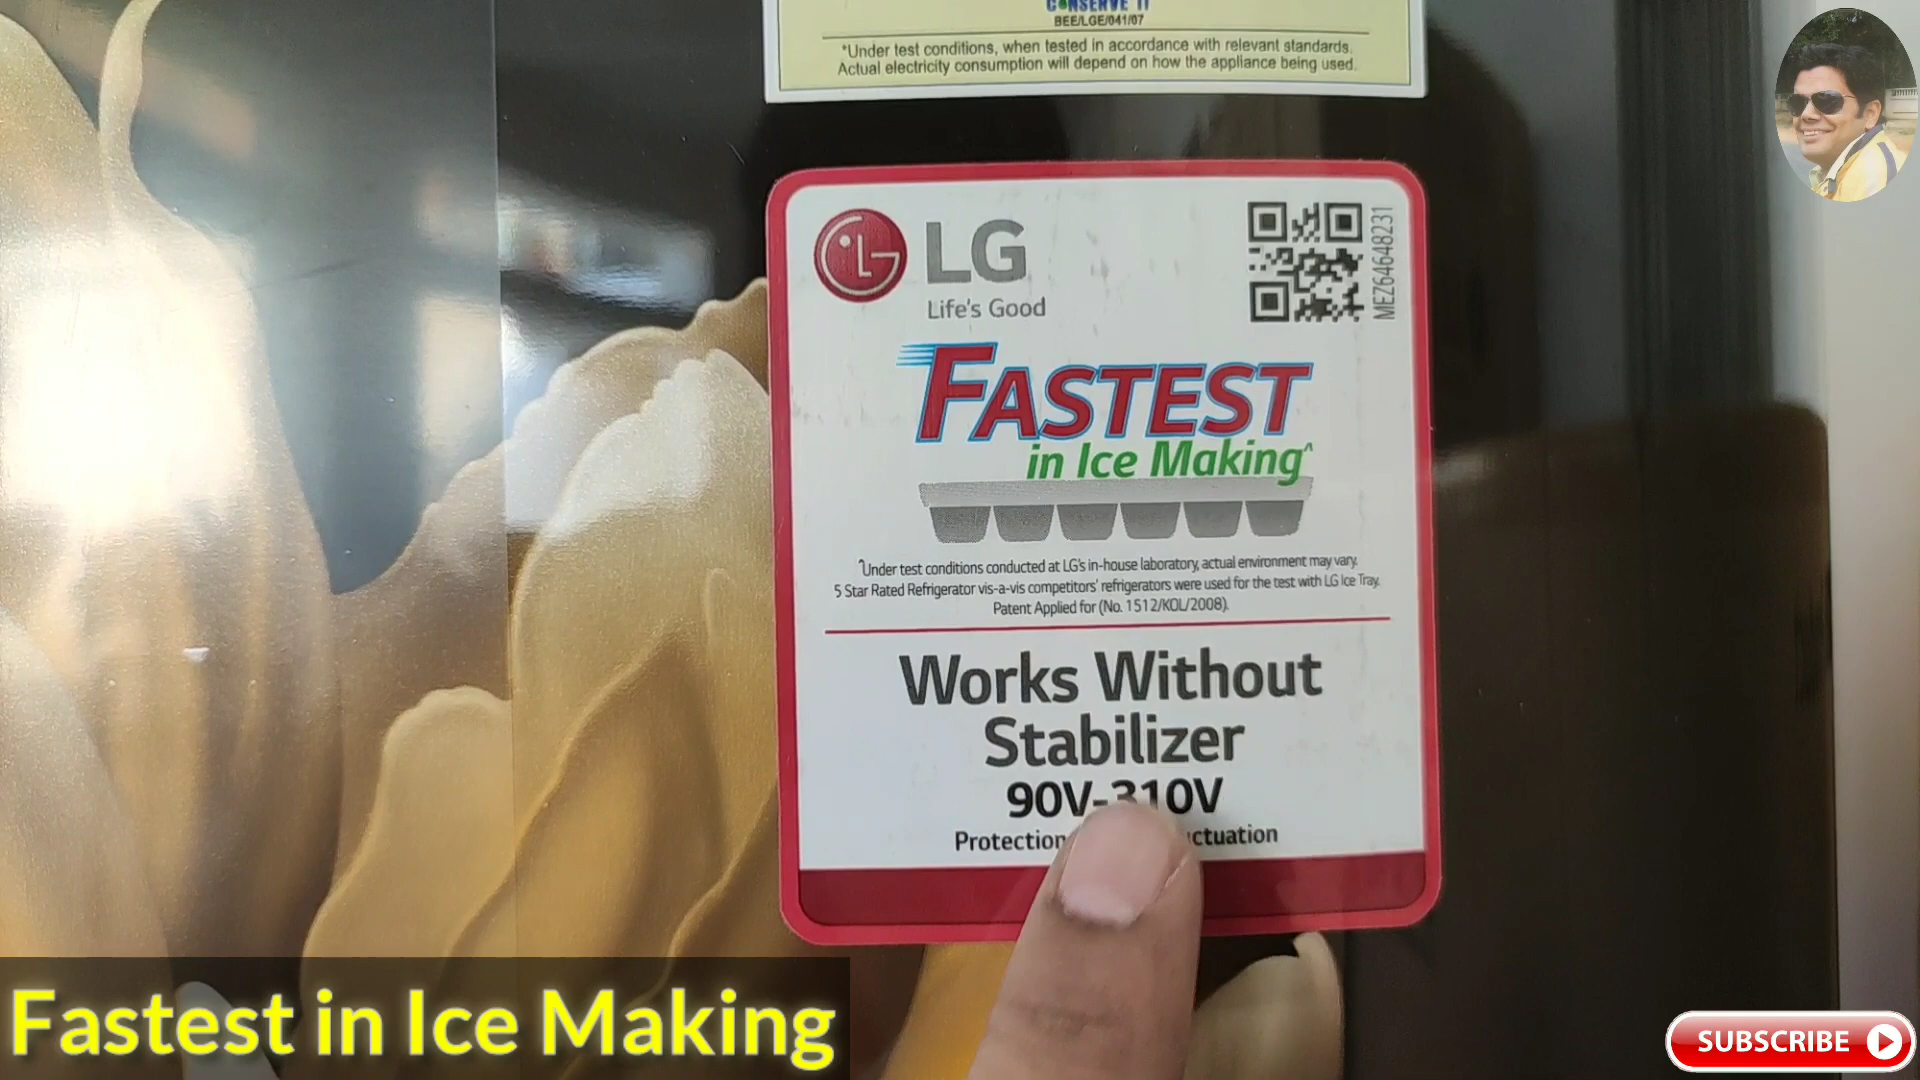 CONSERVE IT
BEE/LGE/041/07
*Under test conditions, when tested in accordance with relevant standards.
Actual electricity consumption will depend on how the appliance being used.
LG
Life's Good
MEZ64648231
FASTEST
in Ice Making^
^Under test conditions conducted at LG's in-house laboratory, actual environment may vary.
5 Star Rated Refrigerator vis-a-vis competitors' refrigerators were used for the test with LG Ice Tray.
Patent Applied for (No. 1512/KOL/2008).
Works Without
Stabilizer
90V-310V
Protection
Fastest in Ice Making
SUBSCRIBE